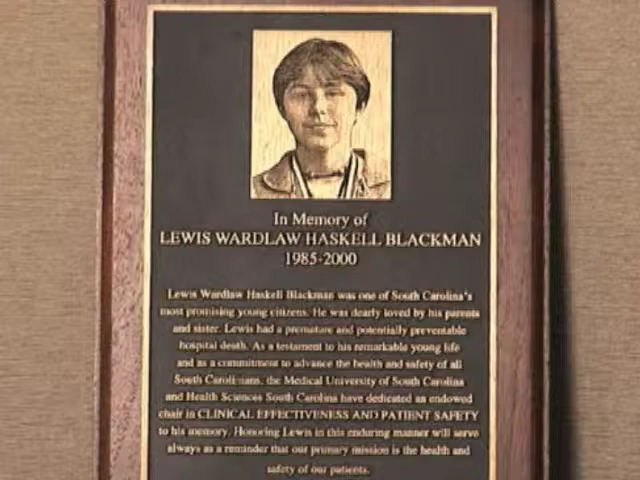 In Memory of
LEWIS WARDLAW HASKELL BLACKMAN
1985-2000
Lewis Wardlaw Haskell Blackman was one of South Carolina's
most promising young citizens. He was dearly loved by his parents
and sister. Lewis had a premature and potentially preventable
hospital death. As a testament to his remarkable young life
and as a commitment to advance the health and safety of all
South Carolinians, the Medical University of South Carolina
and Health Sciences South Carolina have dedicated an endowed
chair in CLINICAL EFFECTIVENESS AND PATIENT SAFETY
to his memory. Honoring Lewis in this enduring manner will serve
always as a reminder that our primary mission is the health and
safety of our patients.